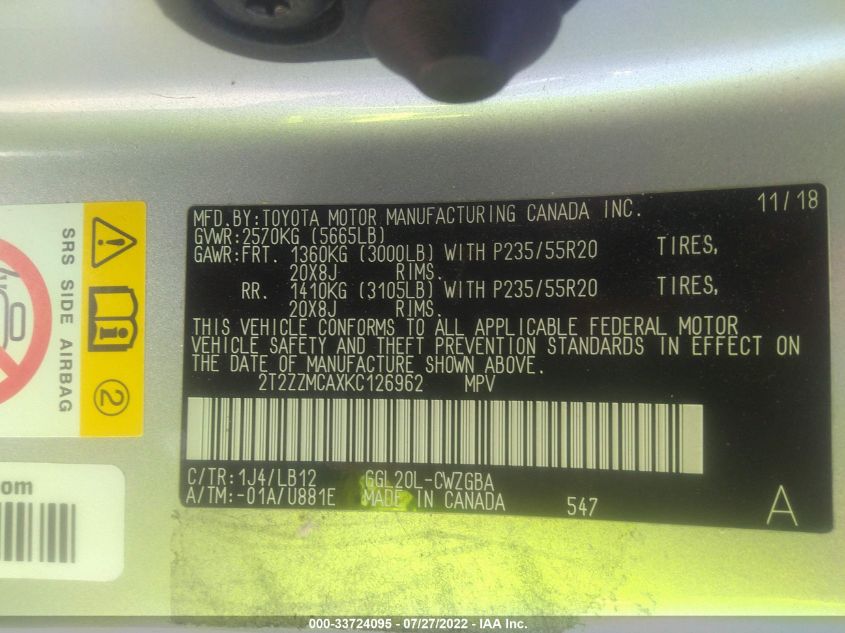 MFD.BY:TOYOTA MOTOR MANUFACTURING CANADA INC. 11/18
GVWR:2570KG (5665LB)
GAWR:FRT. 1360KG (3000LB) WITH P235/55R20 TIRES,
20X8J RIMS.
RR. 1410KG (3105LB) WITH P235/55R20 TIRES,
20X8J RIMS.
THIS VEHICLE CONFORMS TO ALL APPLICABLE FEDERAL MOTOR
VEHICLE SAFETY AND THEFT PREVENTION STANDARDS IN EFFECT ON
THE DATE OF MANUFACTURE SHOWN ABOVE.
2T2ZZMCAXKC126962 MPV
C/TR:1J4/LB12 GGL20L-CWZGBA
A/TM:-01A/U881E MADE IN CANADA 547 A
SRS SIDE AIRBAG
2
om
000-33724095 - 07/27/2022 - IAA Inc.